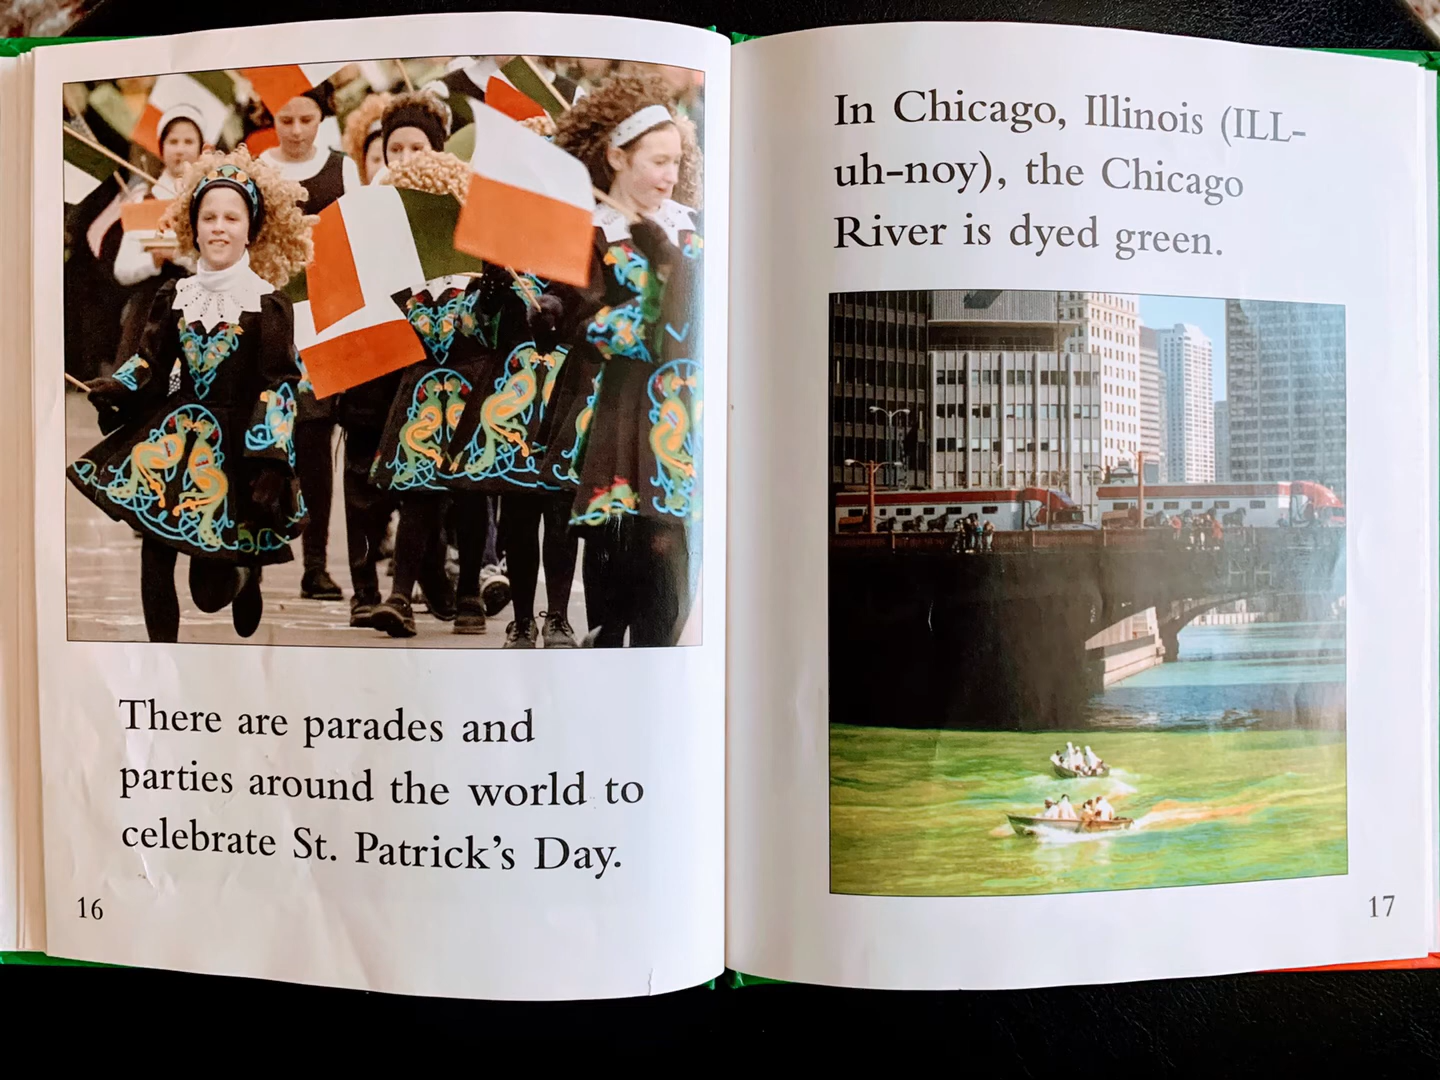 There are parades and
parties around the world to
celebrate St. Patrick's Day.
16
In Chicago, Illinois (ILL-
uh-noy), the Chicago
River is dyed green.
17